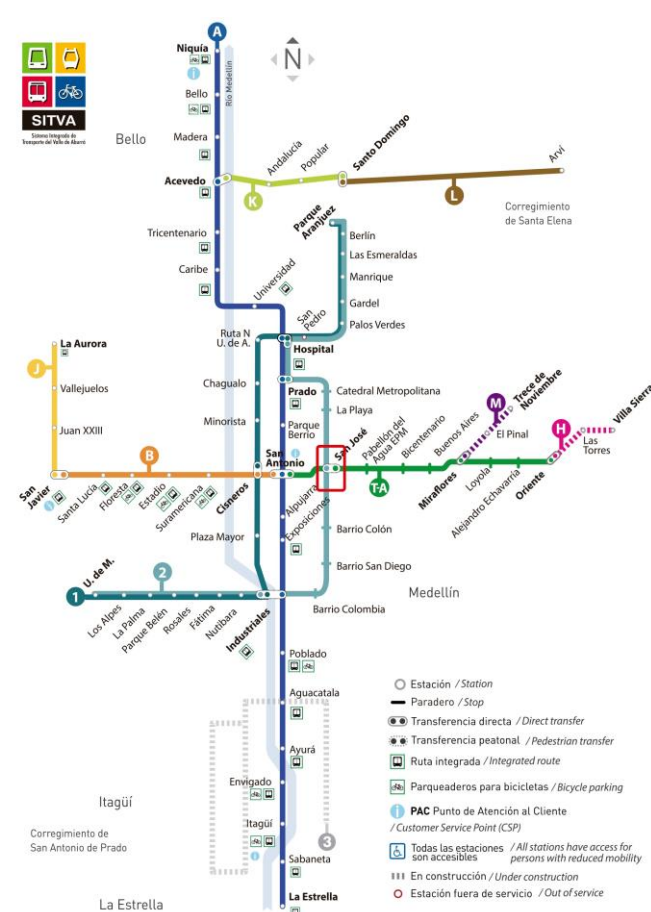 A
Niquía
N
Río Medellín
SITVA
Sistema Integrado de
Transporte del Valle de Aburrá
Bello
Bello
Madera
Acevedo
K
Andalucía
Popular
Santo Domingo
L
Arví
Corregimiento
de Santa Elena
Tricentenario
Caribe
Universidad
Parque
Aranjuez
Berlín
Las Esmeraldas
Manrique
Gardel
Palos Verdes
San
Pedro
Ruta N
U. de A.
Hospital
La Aurora
J
Vallejuelos
Juan XXIII
Chagualo
Minorista
Prado
Parque
Berrío
Catedral Metropolitana
La Playa
San José
Pabellón del
Agua EPM
Bicentenario
Buenos Aires
M
Trece de
Noviembre
El Pinal
H
Villa Sierra
Las
Torres
B
San
Antonio
San
Javier
Santa Lucía
Floresta
Estadio
Suramericana
Cisneros
Alpujarra
Exposiciones
T-A
Miraflores
Loyola
Alejandro Echavarría
Oriente
Plaza Mayor
Barrio Colón
Barrio San Diego
Medellín
U. de M.
2
1
Los Alpes
La Palma
Parque Belén
Rosales
Fátima
Nutibara
Industriales
Barrio Colombia
Poblado
Aguacatala
Ayurá
Envigado
Itagüí
Itagüí
3
Corregimiento de
San Antonio de Prado
Sabaneta
La Estrella
La Estrella
Estación / Station
Paradero / Stop
Transferencia directa / Direct transfer
Transferencia peatonal / Pedestrian transfer
Ruta integrada / Integrated route
Parqueaderos para bicicletas / Bicycle parking
PAC Punto de Atención al Cliente
/ Customer Service Point (CSP)
Todas las estaciones / All stations have access for
son accesibles persons with reduced mobility
En construcción / Under construction
Estación fuera de servicio / Out of service